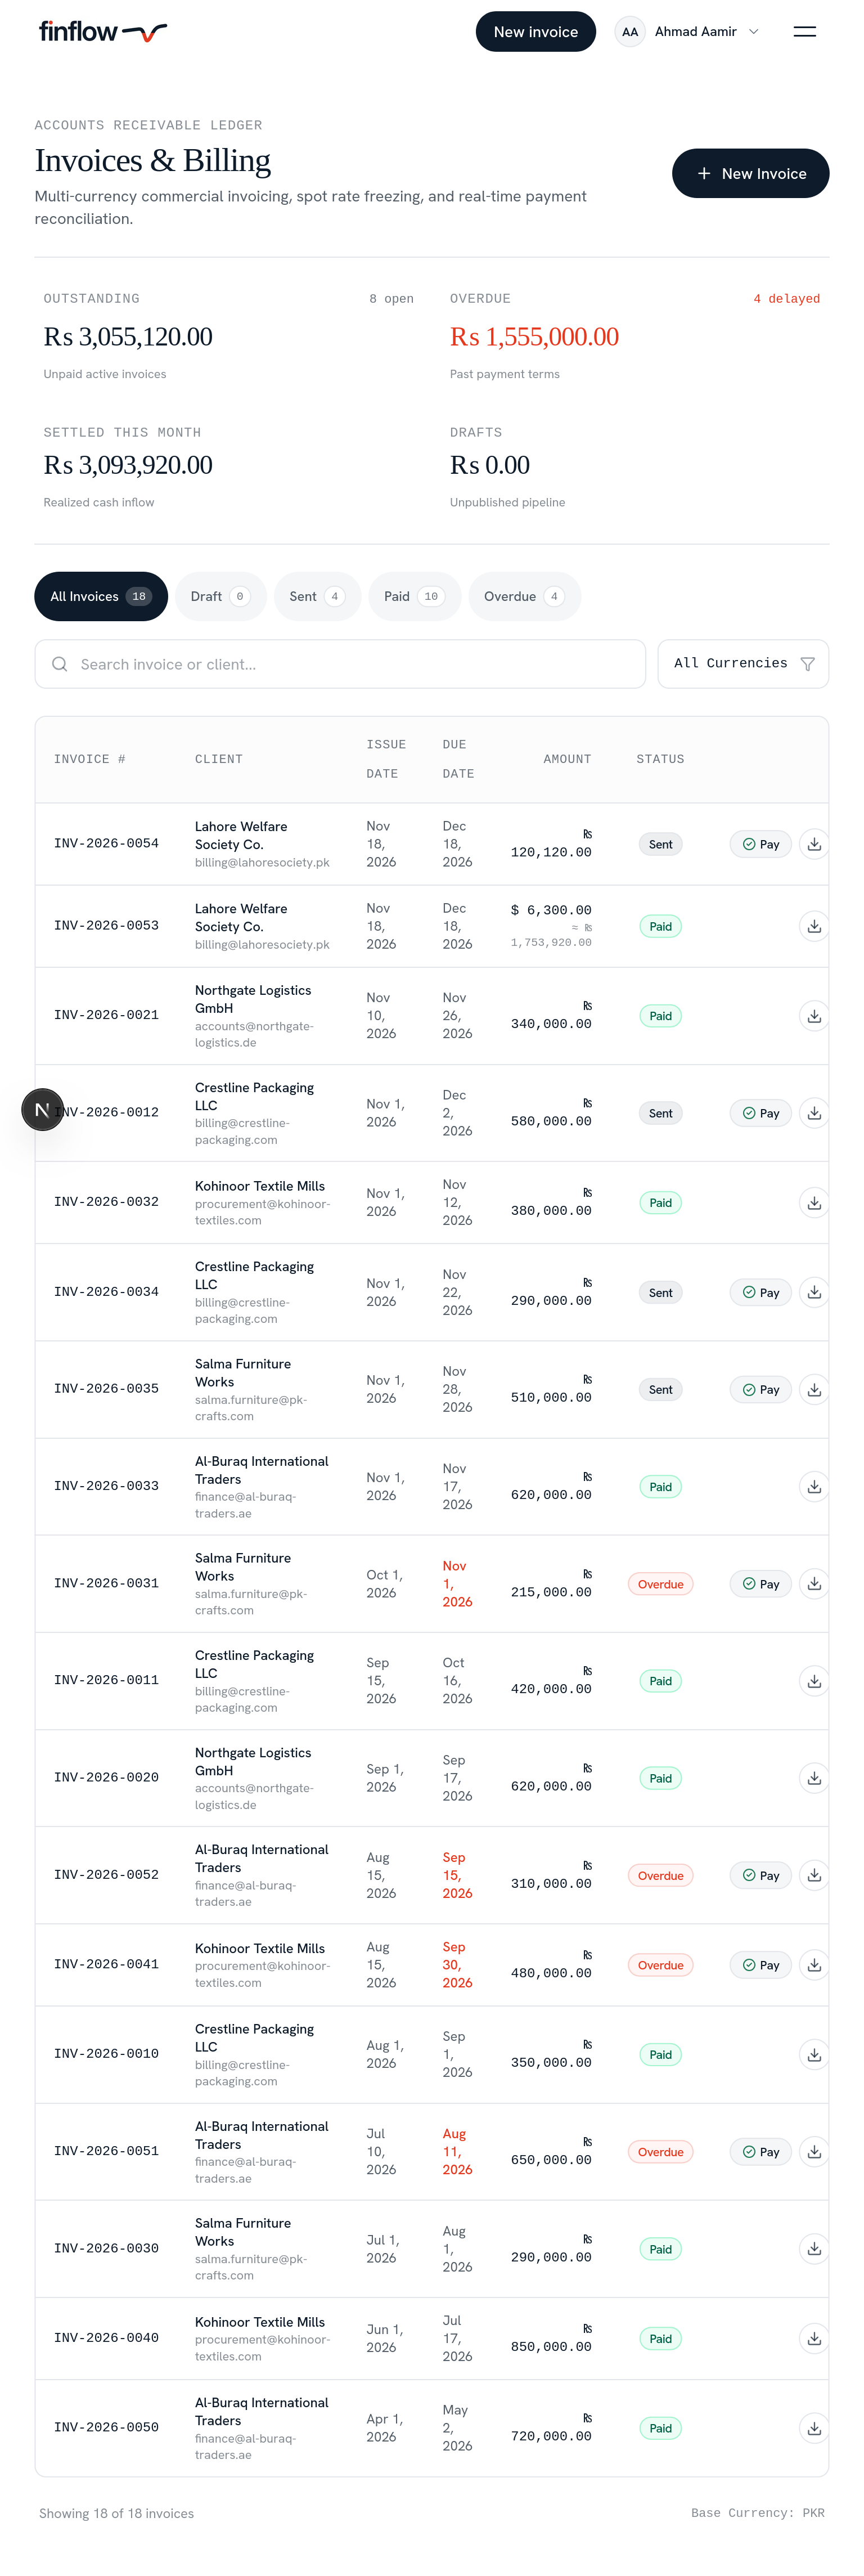 finflow
New invoice
AA
Ahmad Aamir
ACCOUNTS RECEIVABLE LEDGER
Invoices & Billing
Multi-currency commercial invoicing, spot rate freezing, and real-time payment
reconciliation.
+ New Invoice
OUTSTANDING
8 open
₨ 3,055,120.00
Unpaid active invoices
OVERDUE
4 delayed
₨ 1,555,000.00
Past payment terms
SETTLED THIS MONTH
₨ 3,093,920.00
Realized cash inflow
DRAFTS
₨ 0.00
Unpublished pipeline
All Invoices 18
Draft 0
Sent 4
Paid 10
Overdue 4
Search invoice or client...
All Currencies
INVOICE #
CLIENT
ISSUE
DATE
DUE
DATE
AMOUNT
STATUS
INV-2026-0054
Lahore Welfare
Society Co.
billing@lahoresociety.pk
Nov
18,
2026
Dec
18,
2026
₨
120,120.00
Sent
Pay
INV-2026-0053
Lahore Welfare
Society Co.
billing@lahoresociety.pk
Nov
18,
2026
Dec
18,
2026
$ 6,300.00
≈ ₨
1,753,920.00
Paid
INV-2026-0021
Northgate Logistics
GmbH
accounts@northgate-
logistics.de
Nov
10,
2026
Nov
26,
2026
₨
340,000.00
Paid
N
NV-2026-0012
Crestline Packaging
LLC
billing@crestline-
packaging.com
Nov 1,
2026
Dec
2,
2026
₨
580,000.00
Sent
Pay
INV-2026-0032
Kohinoor Textile Mills
procurement@kohinoor-
textiles.com
Nov 1,
2026
Nov
12,
2026
₨
380,000.00
Paid
INV-2026-0034
Crestline Packaging
LLC
billing@crestline-
packaging.com
Nov 1,
2026
Nov
22,
2026
₨
290,000.00
Sent
Pay
INV-2026-0035
Salma Furniture
Works
salma.furniture@pk-
crafts.com
Nov 1,
2026
Nov
28,
2026
₨
510,000.00
Sent
Pay
INV-2026-0033
Al-Buraq International
Traders
finance@al-buraq-
traders.ae
Nov 1,
2026
Nov
17,
2026
₨
620,000.00
Paid
INV-2026-0031
Salma Furniture
Works
salma.furniture@pk-
crafts.com
Oct 1,
2026
Nov
1,
2026
₨
215,000.00
Overdue
Pay
INV-2026-0011
Crestline Packaging
LLC
billing@crestline-
packaging.com
Sep
15,
2026
Oct
16,
2026
₨
420,000.00
Paid
INV-2026-0020
Northgate Logistics
GmbH
accounts@northgate-
logistics.de
Sep 1,
2026
Sep
17,
2026
₨
620,000.00
Paid
INV-2026-0052
Al-Buraq International
Traders
finance@al-buraq-
traders.ae
Aug
15,
2026
Sep
15,
2026
₨
310,000.00
Overdue
Pay
INV-2026-0041
Kohinoor Textile Mills
procurement@kohinoor-
textiles.com
Aug
15,
2026
Sep
30,
2026
₨
480,000.00
Overdue
Pay
INV-2026-0010
Crestline Packaging
LLC
billing@crestline-
packaging.com
Aug 1,
2026
Sep
1,
2026
₨
350,000.00
Paid
INV-2026-0051
Al-Buraq International
Traders
finance@al-buraq-
traders.ae
Jul
10,
2026
Aug
11,
2026
₨
650,000.00
Overdue
Pay
INV-2026-0030
Salma Furniture
Works
salma.furniture@pk-
crafts.com
Jul 1,
2026
Aug
1,
2026
₨
290,000.00
Paid
INV-2026-0040
Kohinoor Textile Mills
procurement@kohinoor-
textiles.com
Jun 1,
2026
Jul
17,
2026
₨
850,000.00
Paid
INV-2026-0050
Al-Buraq International
Traders
finance@al-buraq-
traders.ae
Apr 1,
2026
May
2,
2026
₨
720,000.00
Paid
Showing 18 of 18 invoices
Base Currency: PKR